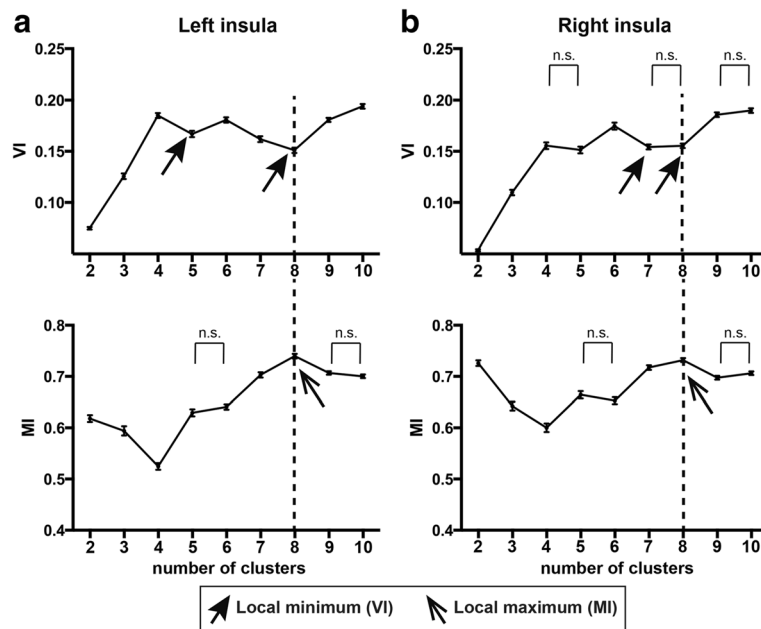 a
Left insula
b
Right insula
0.25
0.20
0.15
0.10
VI
2 3 4 5 6 7 8 9 10
0.25
0.20
0.15
0.10
VI
n.s.
n.s.
n.s.
2 3 4 5 6 7 8 9 10
0.8
0.7
0.6
0.5
0.4
MI
n.s.
n.s.
2 3 4 5 6 7 8 9 10
number of clusters
0.8
0.7
0.6
0.5
0.4
MI
n.s.
n.s.
2 3 4 5 6 7 8 9 10
number of clusters
Local minimum (VI)
Local maximum (MI)